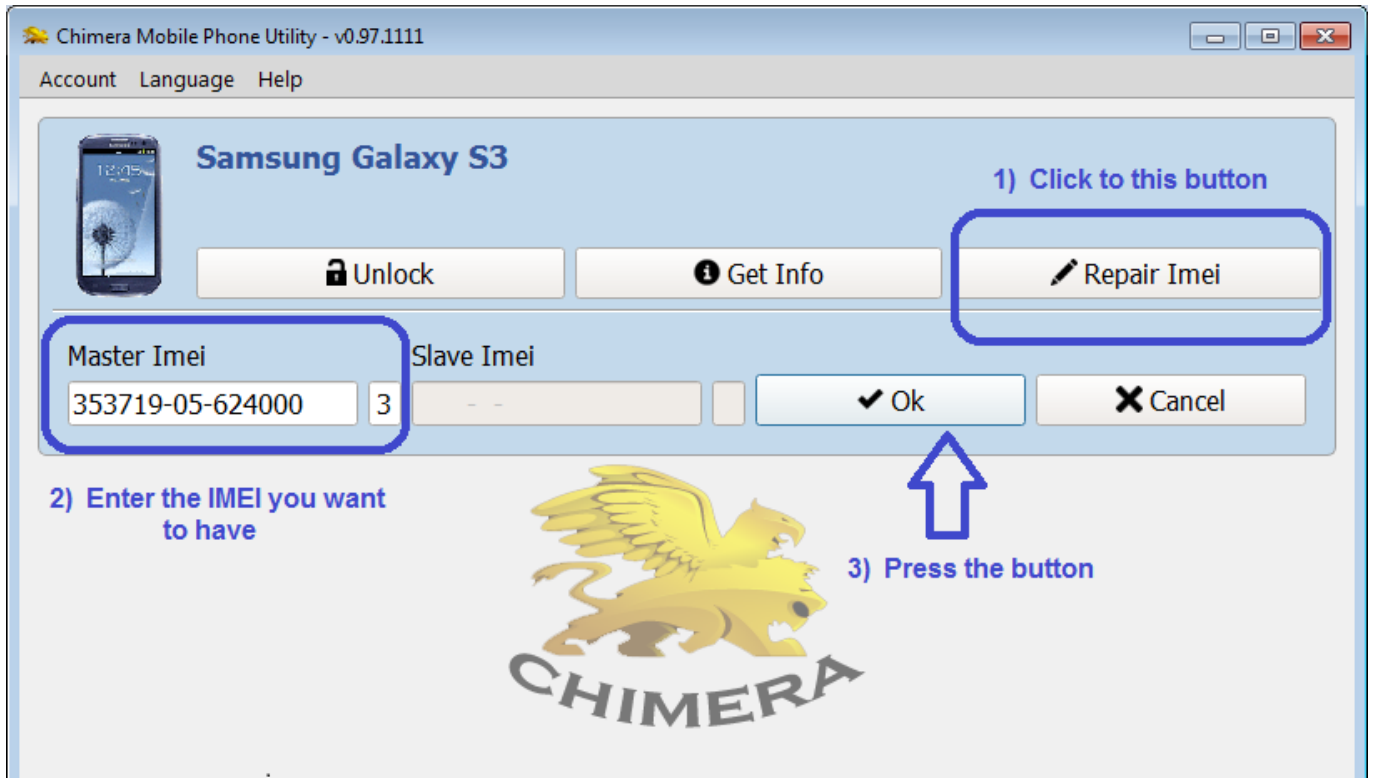 Chimera Mobile Phone Utility - v0.97.1111
Account Language Help
Samsung Galaxy S3
1) Click to this button
Unlock
Get Info
Repair Imei
Master Imei
Slave Imei
353719-05-624000 3
- -
Ok
Cancel
2) Enter the IMEI you want
to have
3) Press the button
CHIMERA